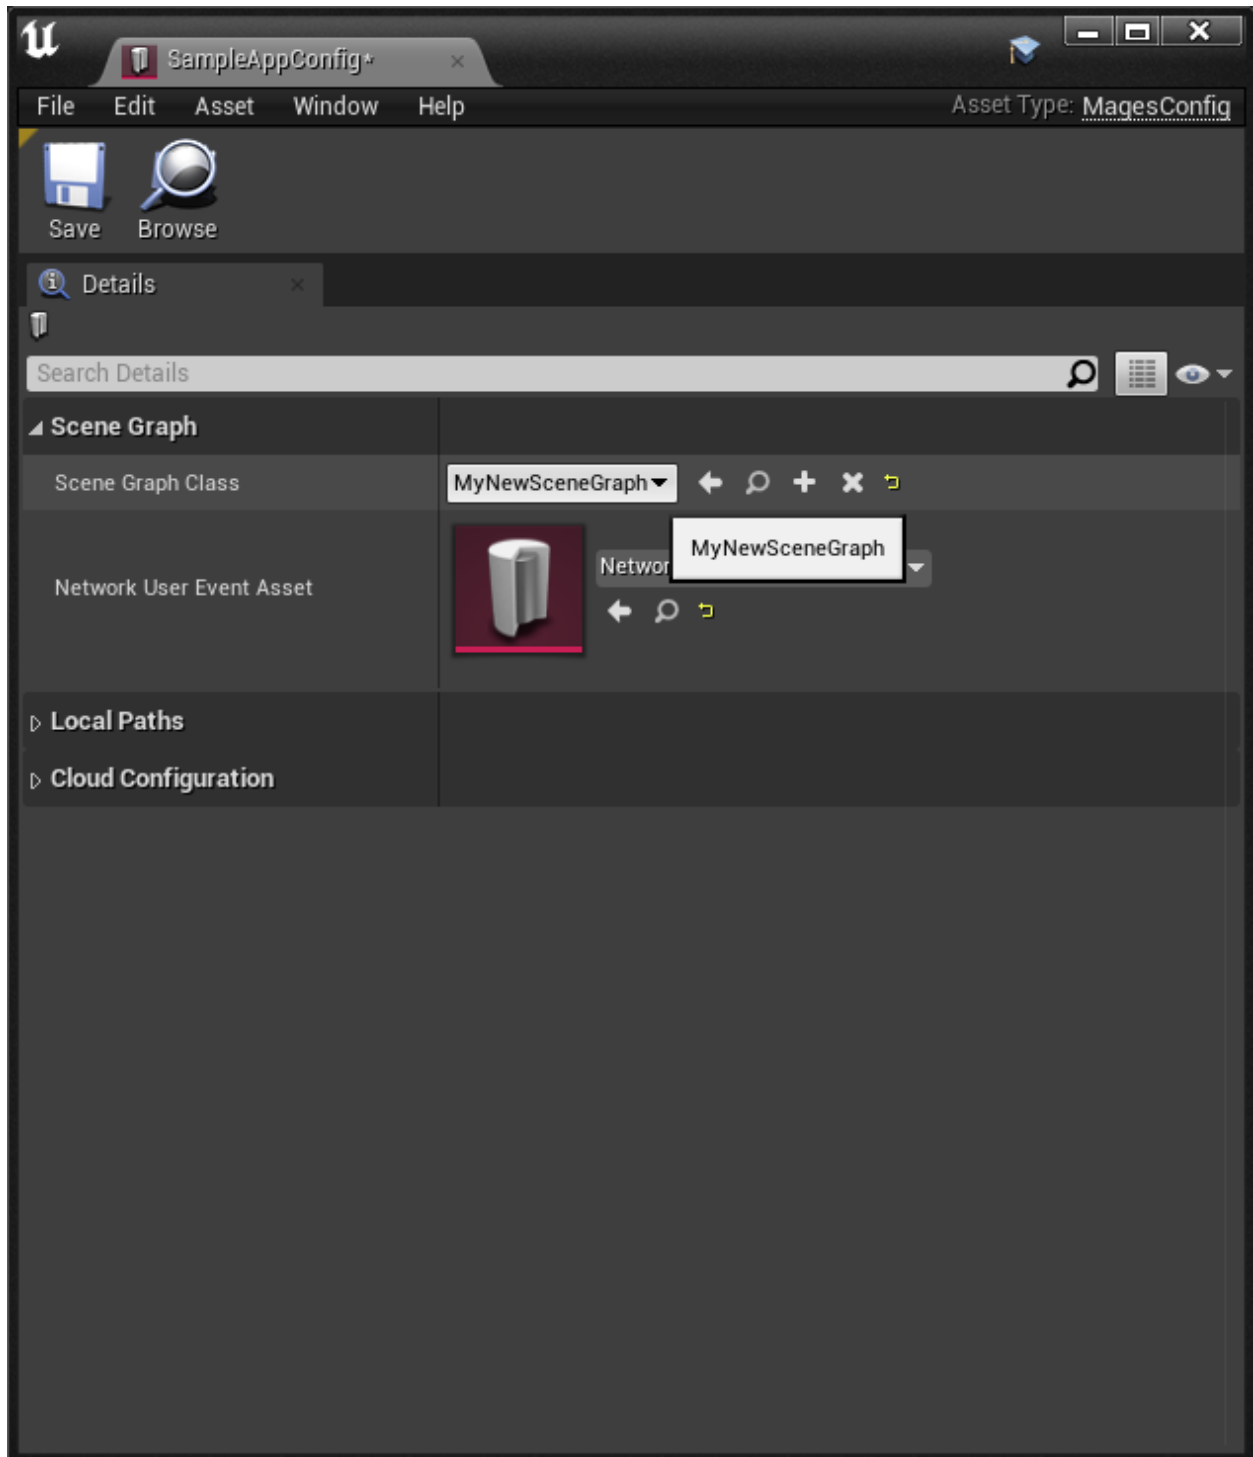 SampleAppConfig*
File Edit Asset Window Help Asset Type: MagesConfig
Save Browse
Details
Search Details
Scene Graph
Scene Graph Class MyNewSceneGraph
MyNewSceneGraph
Network User Event Asset Networ
Local Paths
Cloud Configuration